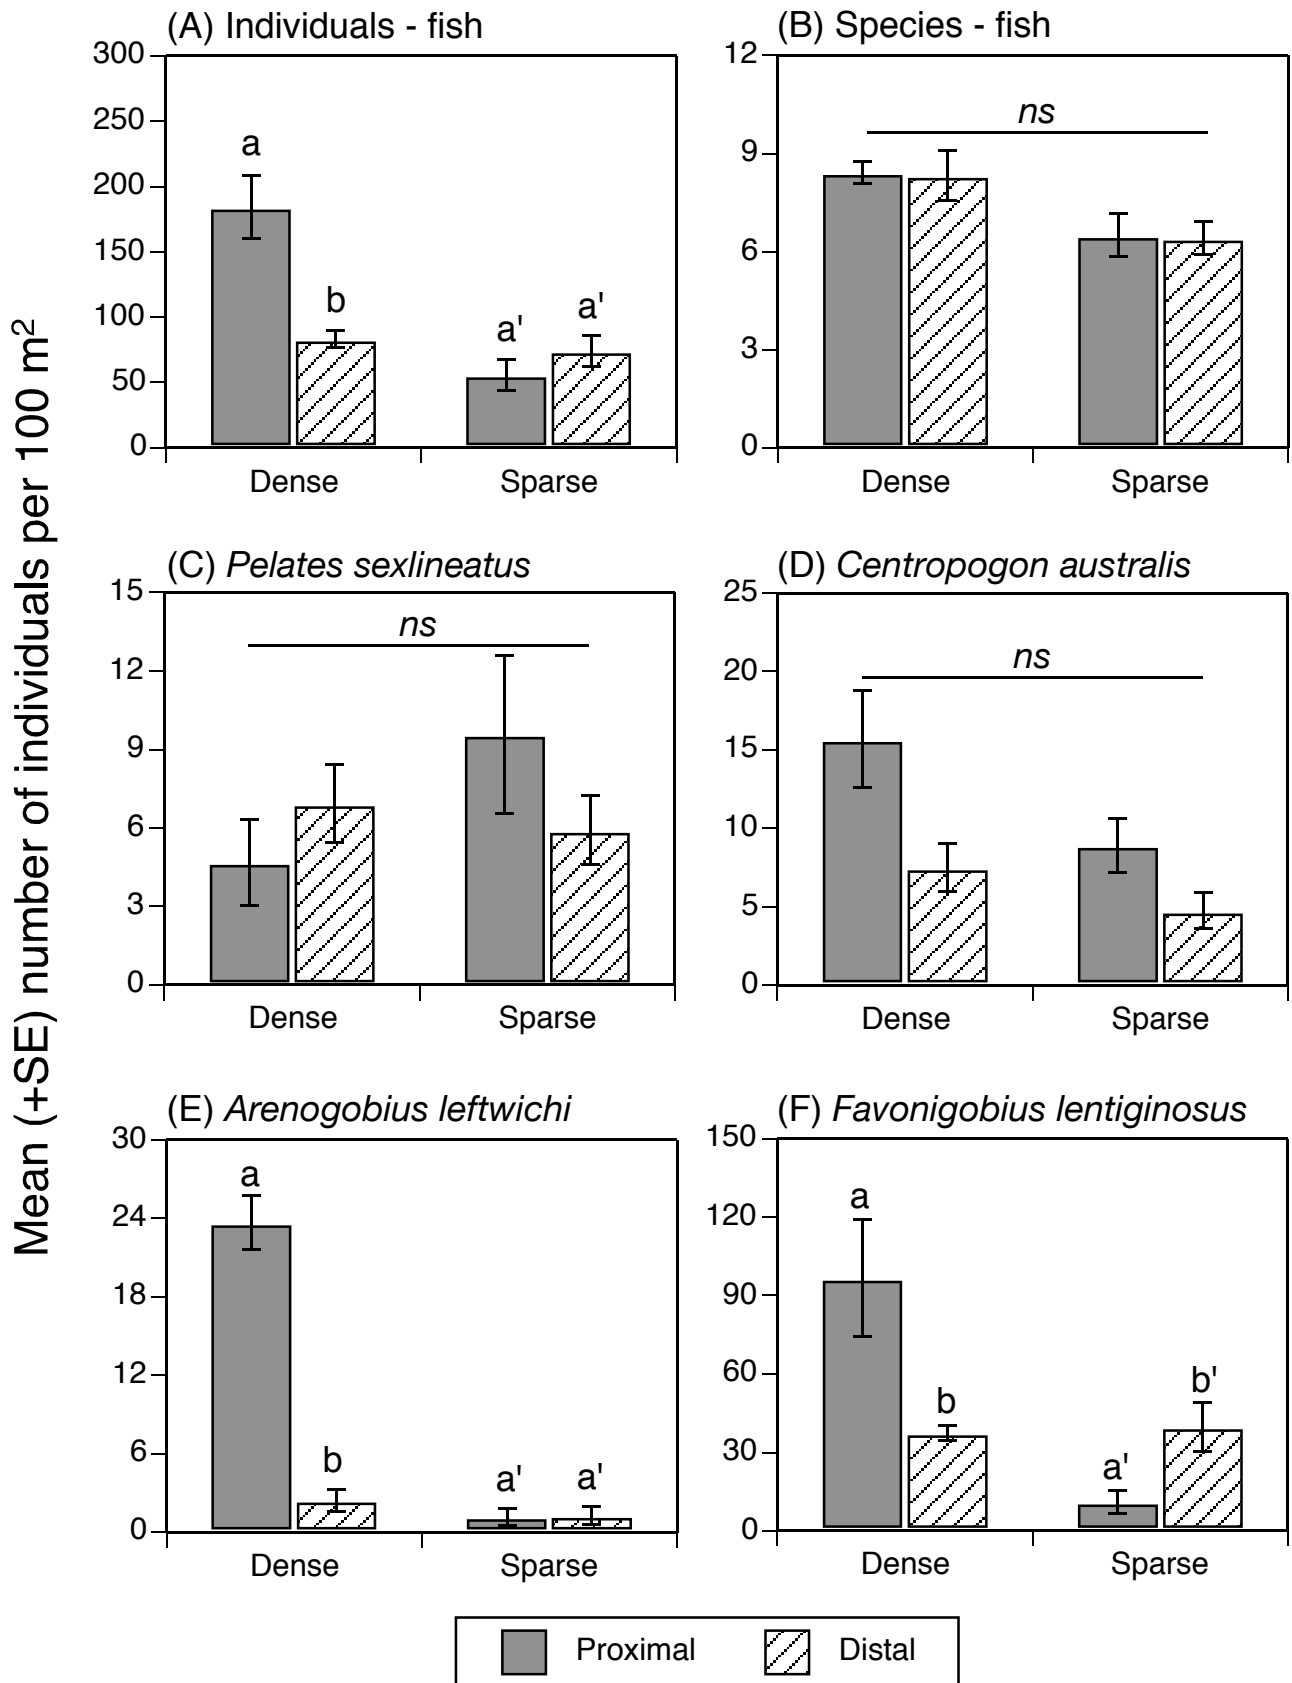 Mean (+SE) number of individuals per 100 m²
(A) Individuals - fish
300
250
200
150
100
50
0
a
b
a'
a'
Dense
Sparse
(B) Species - fish
12
9
6
3
0
ns
Dense
Sparse
(C) Pelates sexlineatus
15
12
9
6
3
0
ns
Dense
Sparse
(D) Centropogon australis
25
20
15
10
5
0
ns
Dense
Sparse
(E) Arenogobius leftwichi
30
24
18
12
6
0
a
b
a'
a'
Dense
Sparse
(F) Favonigobius lentiginosus
150
120
90
60
30
0
a
b
a'
b'
Dense
Sparse
Proximal
Distal